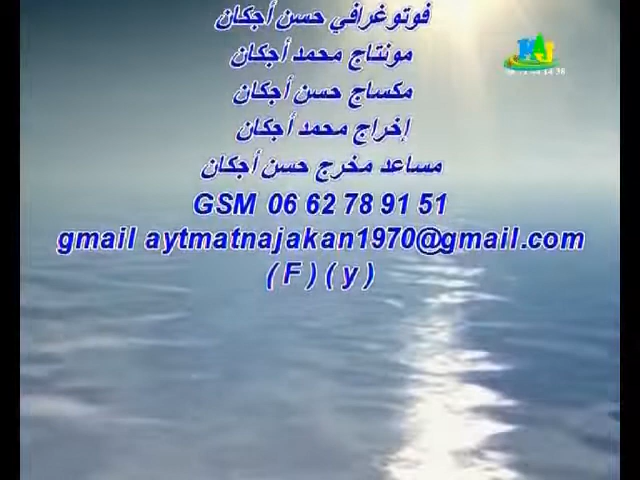 فوتوغرافي حسن أجكان
مونتاج محمد أجكان
مكساج حسن أجكان
إخراج محمد أجكان
مساعد مخرج حسن أجكان
GSM 06 62 78 91 51
gmail aytmatnajakan1970@gmail.com
( F ) ( y )